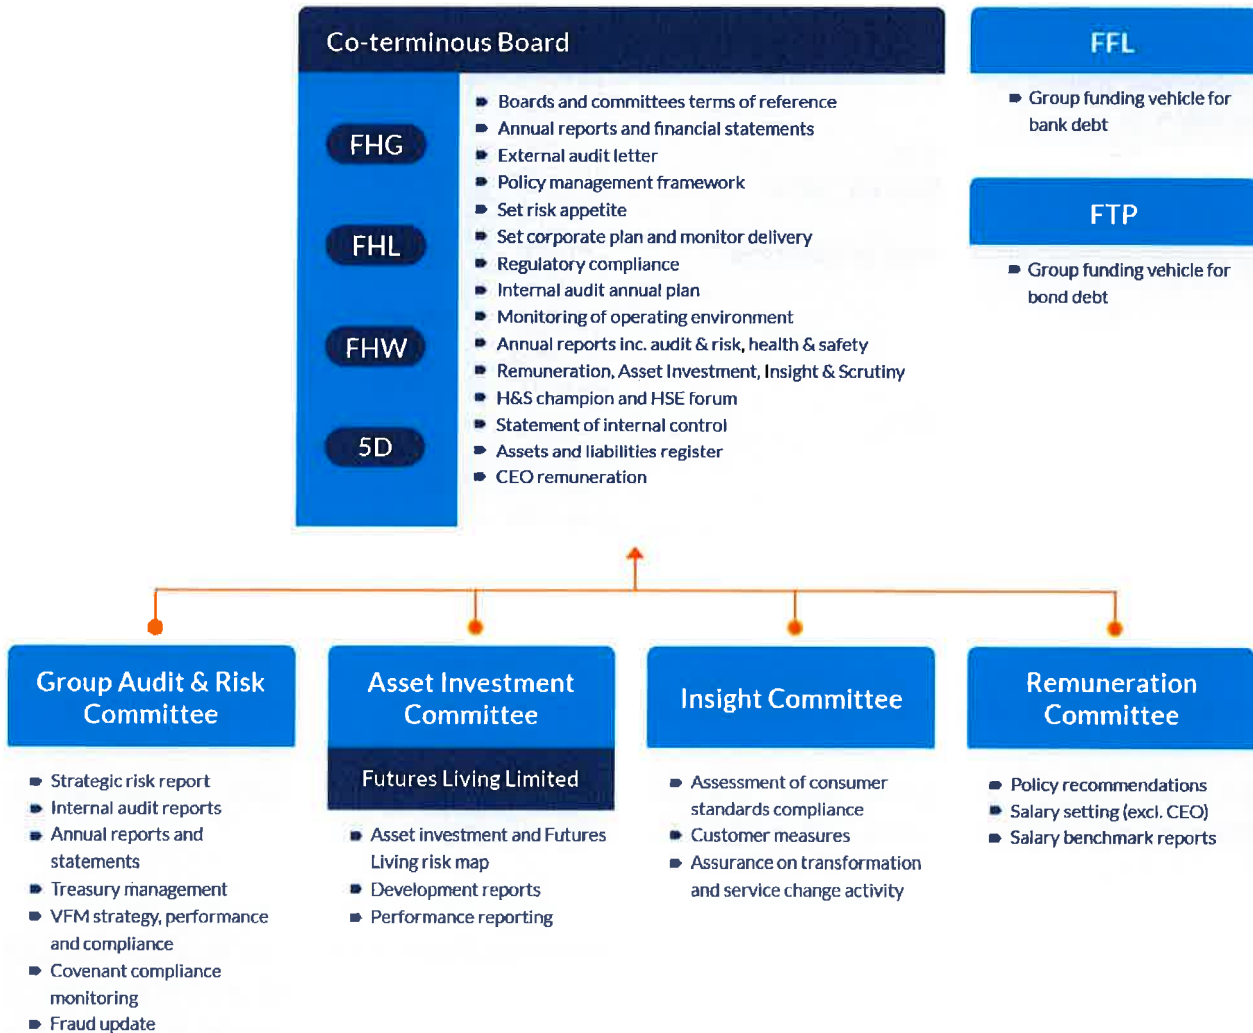 Co-terminous Board
FHG
FHL
FHW
5D
Boards and committees terms of reference
Annual reports and financial statements
External audit letter
Policy management framework
Set risk appetite
Set corporate plan and monitor delivery
Regulatory compliance
Internal audit annual plan
Monitoring of operating environment
Annual reports inc. audit & risk, health & safety
Remuneration, Asset Investment, Insight & Scrutiny
H&S champion and HSE forum
Statement of internal control
Assets and liabilities register
CEO remuneration
FFL
Group funding vehicle for
bank debt
FTP
Group funding vehicle for
bond debt
Group Audit & Risk
Committee
Strategic risk report
Internal audit reports
Annual reports and
statements
Treasury management
VFM strategy, performance
and compliance
Covenant compliance
monitoring
Fraud update
Asset Investment
Committee
Futures Living Limited
Asset investment and Futures
Living risk map
Development reports
Performance reporting
Insight Committee
Assessment of consumer
standards compliance
Customer measures
Assurance on transformation
and service change activity
Remuneration
Committee
Policy recommendations
Salary setting (excl. CEO)
Salary benchmark reports